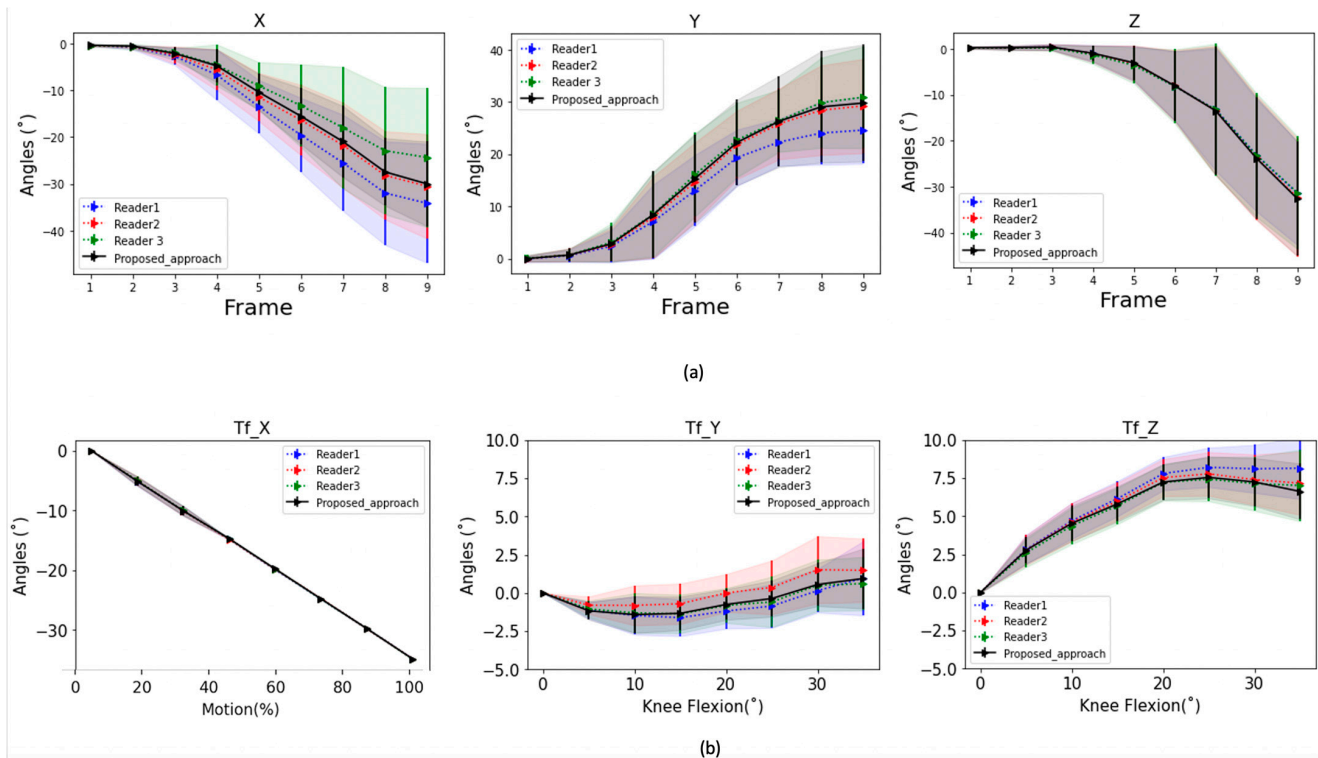 X
0
−10
−20
−30
−40
Angles (˚)
Reader1
Reader2
Reader 3
Proposed_approach
1 2 3 4 5 6 7 8 9
Frame
Y
40
30
20
10
0
Angles (˚)
Reader1
Reader2
Reader 3
Proposed_approach
1 2 3 4 5 6 7 8 9
Frame
Z
0
−10
−20
−30
−40
Angles (˚)
Reader1
Reader2
Reader 3
Proposed_approach
1 2 3 4 5 6 7 8 9
Frame
(a)
Tf_X
0
−10
−20
−30
Angles (˚)
Reader1
Reader2
Reader3
Proposed_approach
0 20 40 60 80 100
Motion(%)
Tf_Y
10.0
7.5
5.0
2.5
0.0
−2.5
−5.0
Angles (˚)
Reader1
Reader2
Reader3
Proposed_approach
0 10 20 30
Knee Flexion(˚)
Tf_Z
10.0
7.5
5.0
2.5
0.0
−2.5
−5.0
Angles (˚)
Reader1
Reader2
Reader3
Proposed_approach
0 10 20 30
Knee Flexion(˚)
(b)